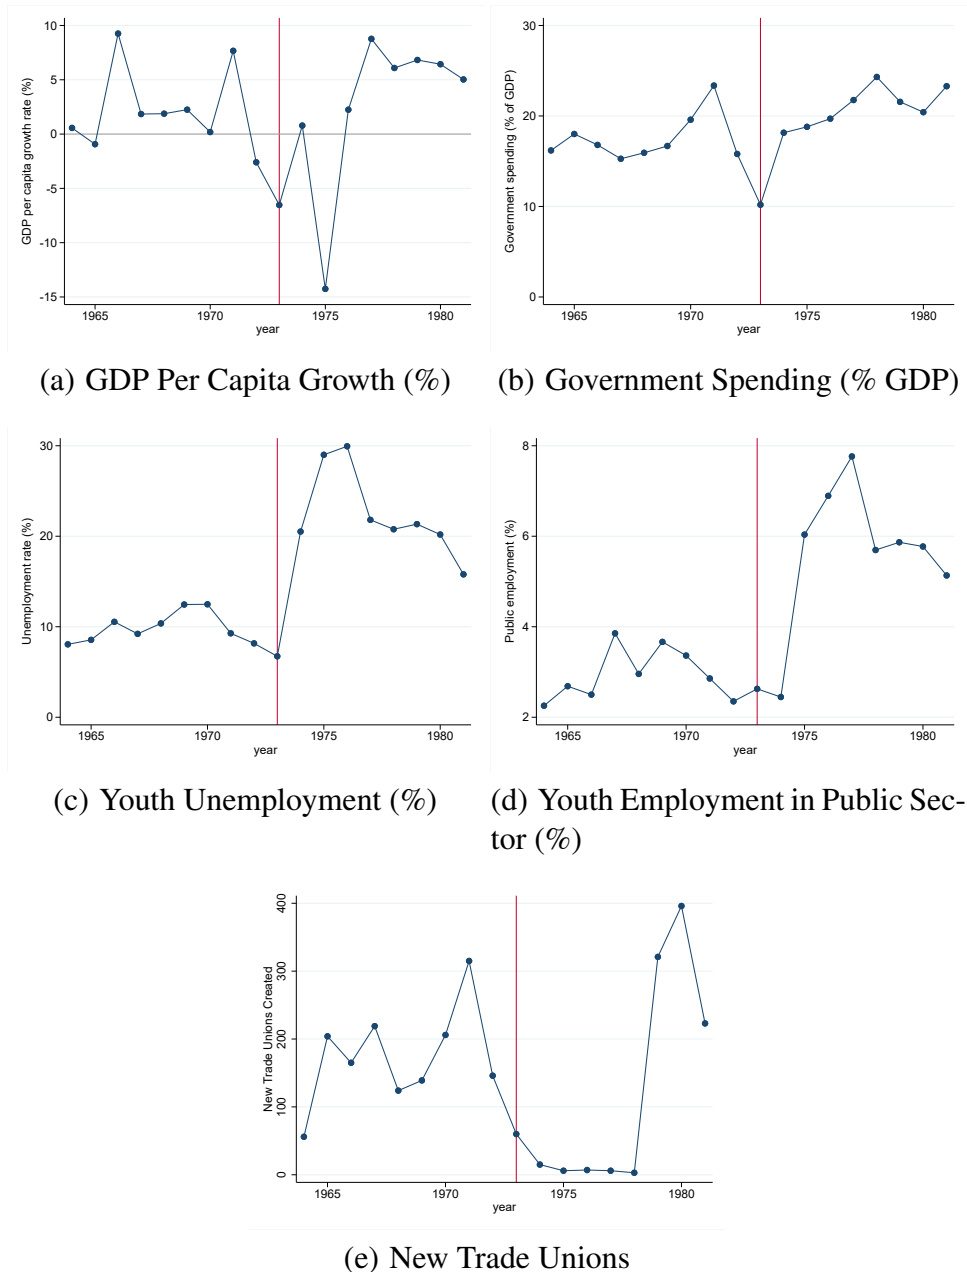 10
5
0
-5
-10
-15
GDP per capita growth rate (%)
1965 1970 1975 1980
year
(a) GDP Per Capita Growth (%)
30
20
10
0
Government spending (% of GDP)
1965 1970 1975 1980
year
(b) Government Spending (% GDP)
30
20
10
0
Unemployment rate (%)
1965 1970 1975 1980
year
(c) Youth Unemployment (%)
8
6
4
2
Public employment (%)
1965 1970 1975 1980
year
(d) Youth Employment in Public Sec-
tor (%)
400
300
200
100
0
New Trade Unions Created
1965 1970 1975 1980
year
(e) New Trade Unions